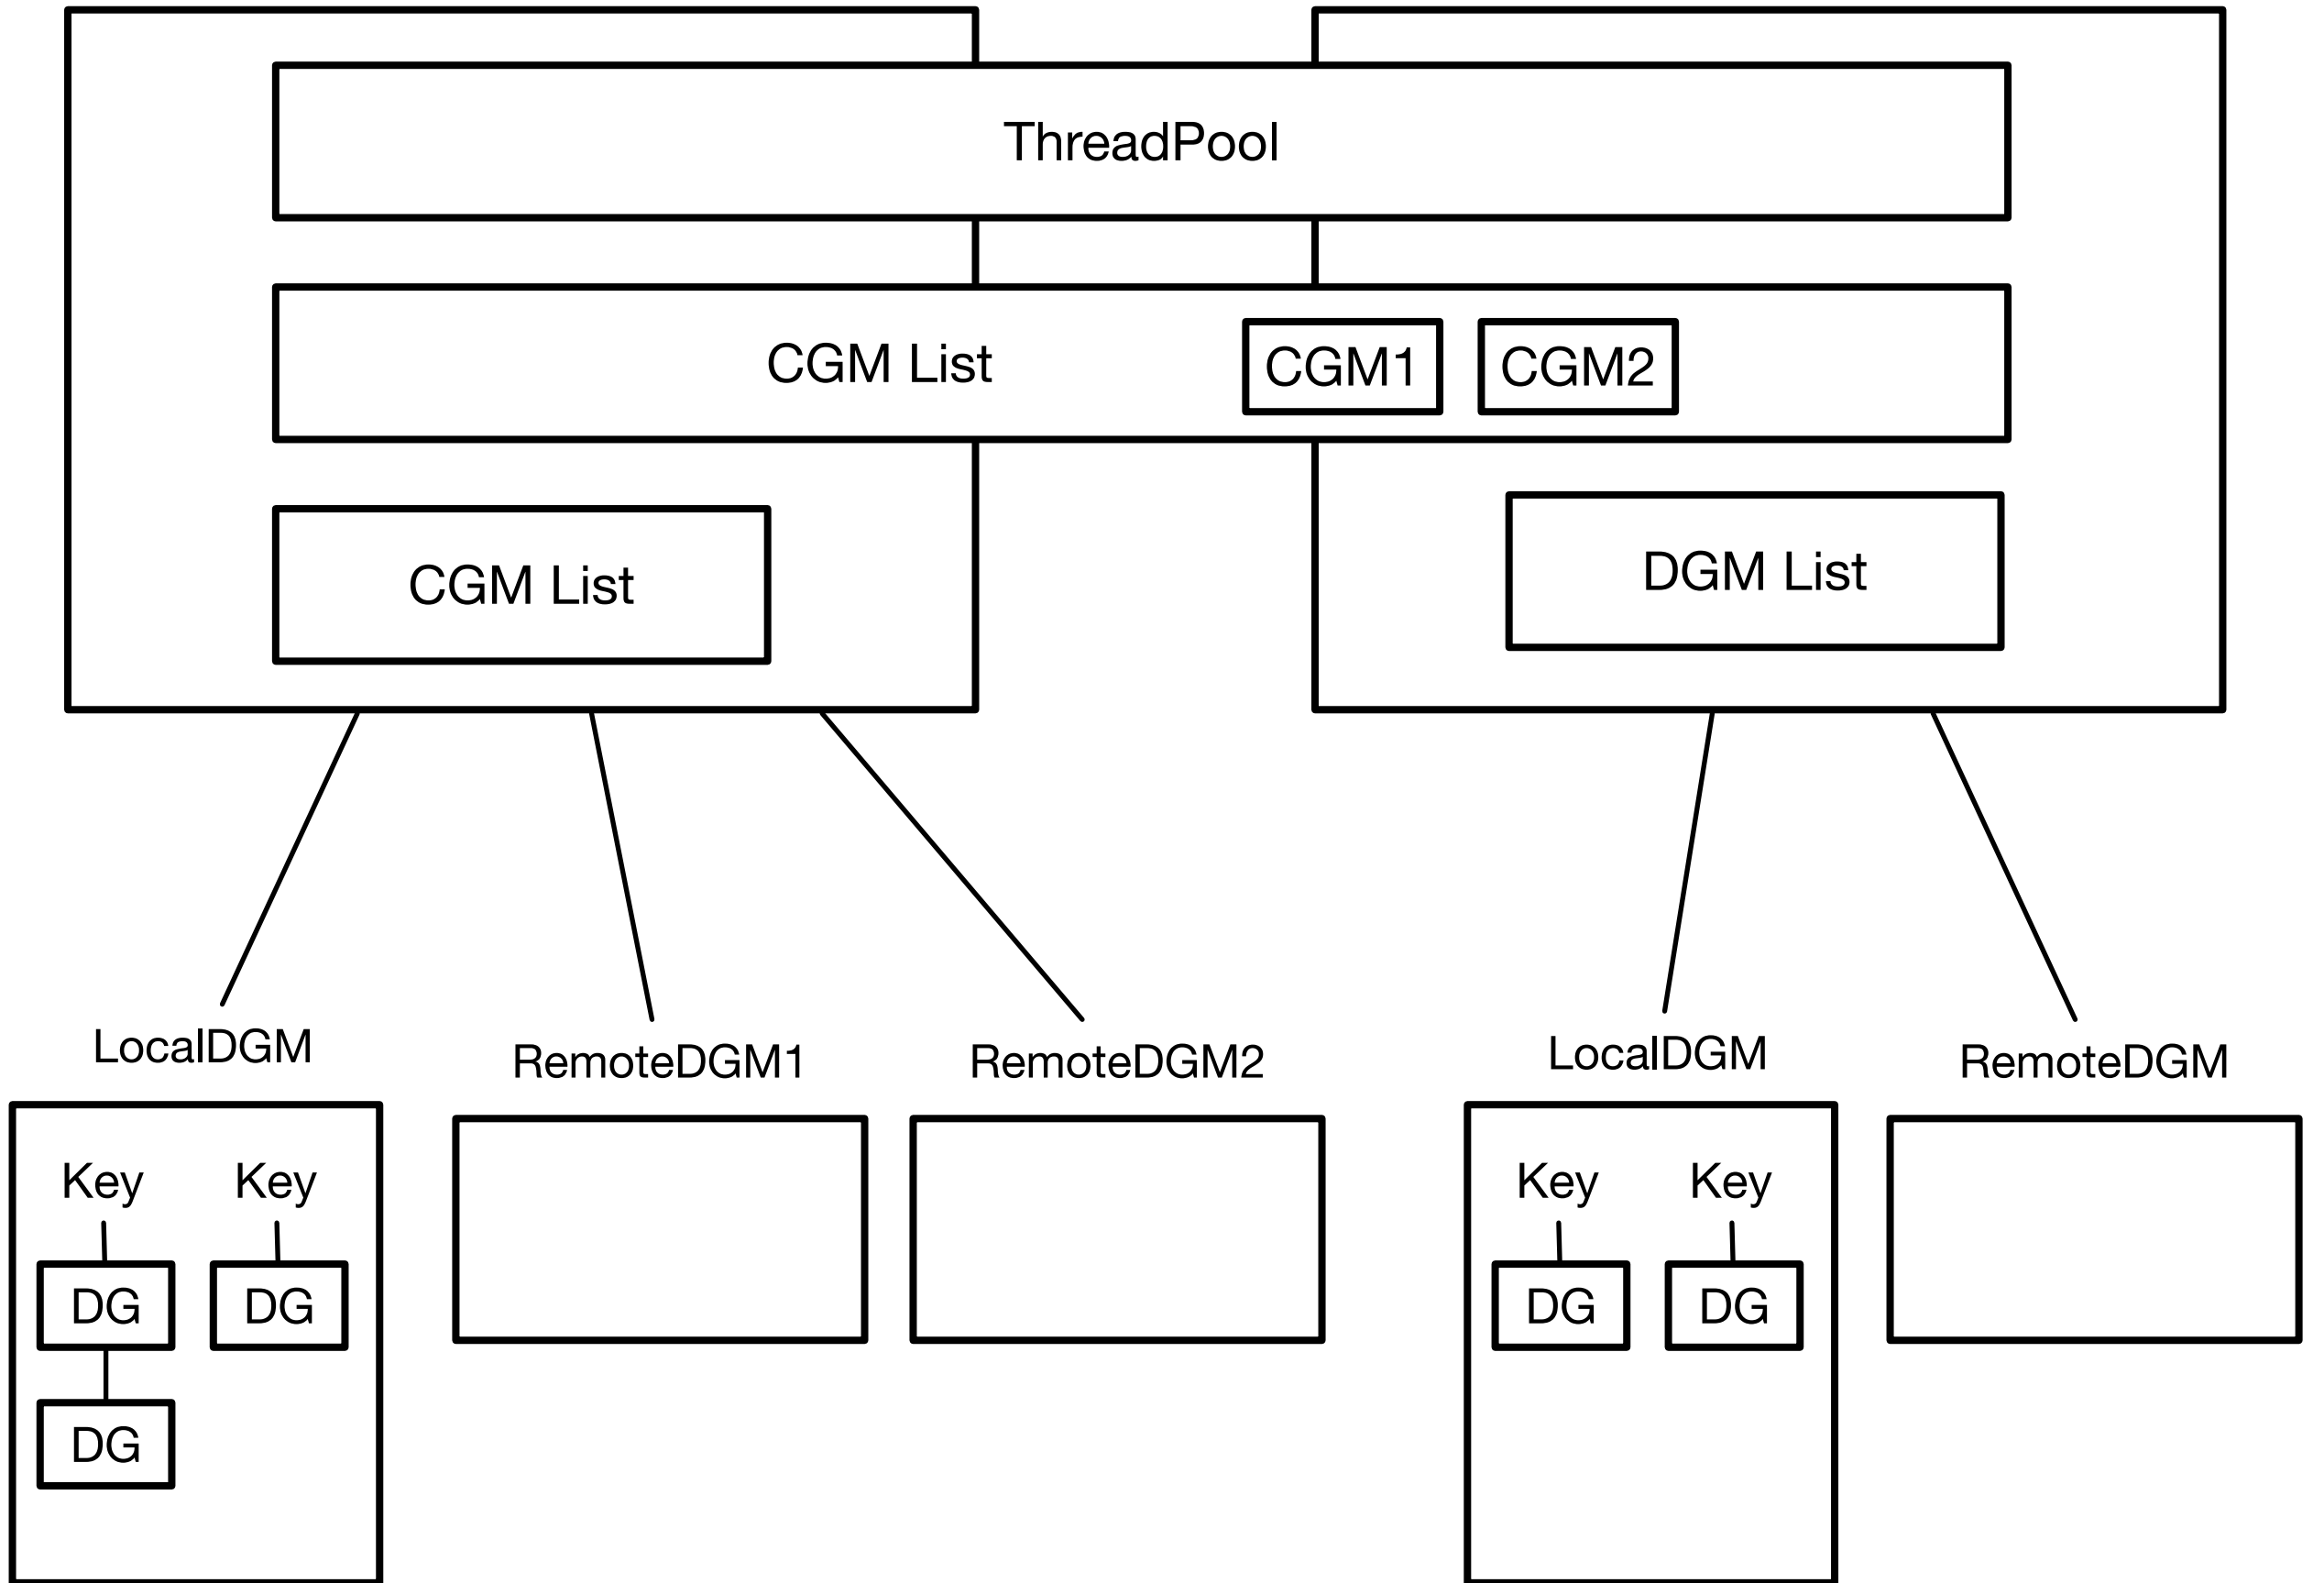 ThreadPool
CGM List
CGM1
CGM2
CGM List
DGM List
LocalDGM
RemoteDGM1
RemoteDGM2
LocalDGM
RemoteDGM
Key
Key
Key
Key
DG
DG
DG
DG
DG